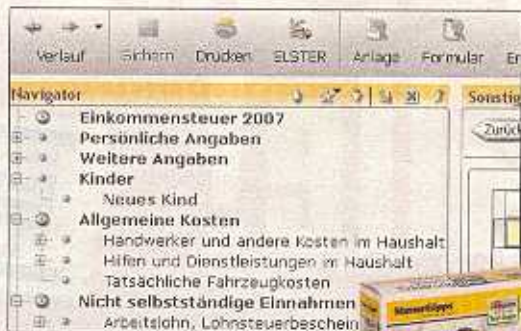 Verlauf Sichern Drucken ELSTER Anlage Formular
Navigator
Sonstig
Zurück
Einkommensteuer 2007
Persönliche Angaben
Weitere Angaben
Kinder
Neues Kind
Allgemeine Kosten
Handwerker und andere Kosten im Haushalt
Hilfen und Dienstleistungen im Haushalt
Tatsächliche Fahrzeugkosten
Nicht selbstständige Einnahmen
Arbeitslohn, Lohnsteuerbeschein